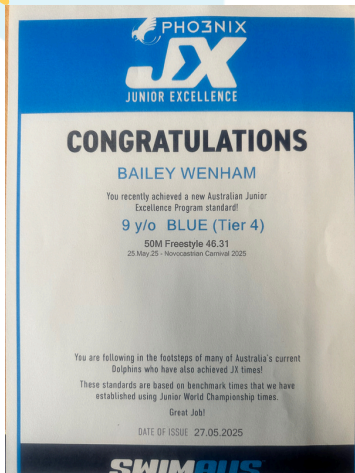 PHO3NIX
JX
JUNIOR EXCELLENCE
CONGRATULATIONS
BAILEY WENHAM
You recently achieved a new Australian Junior
Excellence Program standard!
9 y/o BLUE (Tier 4)
50M Freestyle 46.31
25 May 25 - Novocastrian Carnival 2025
You are following in the footsteps of many of Australia's current
Dolphins who have also achieved JX times!
These standards are based on benchmark times that we have
established using Junior World Championship times.
Great Job!
DATE OF ISSUE 27.05.2025
SWIMAUS